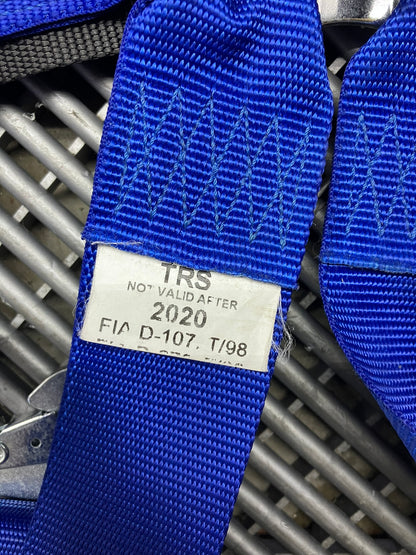 TRS
NOT VALID AFTER
2020
FIA D-107. T/98